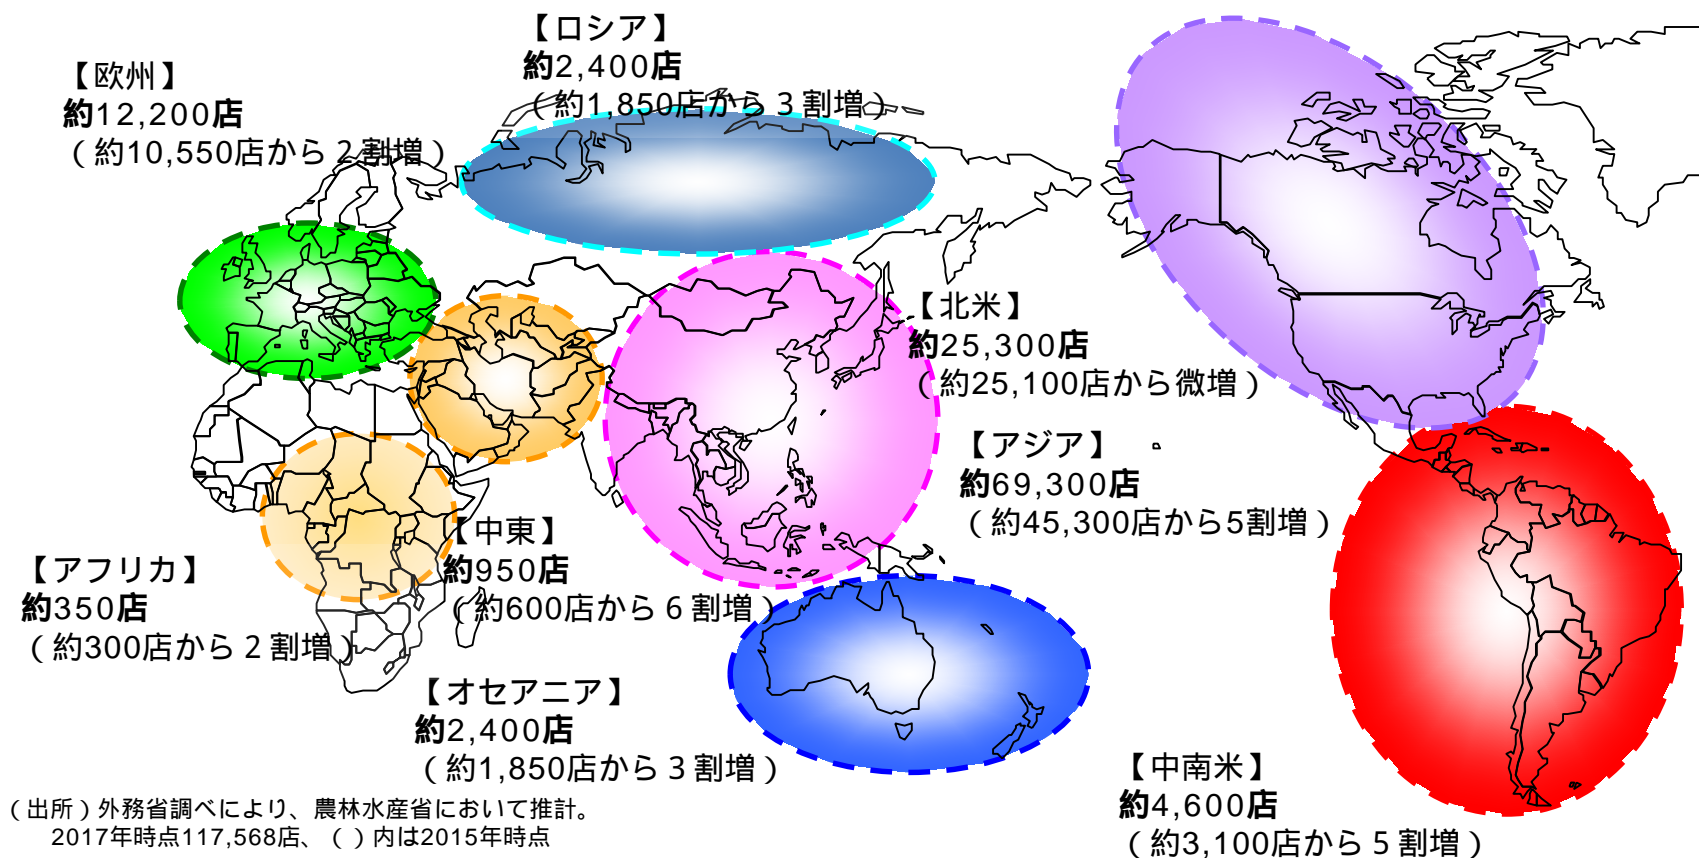 【ロシア】
約2,400店
（約1,850店から３割増）
【欧州】
約12,200店
（約10,550店から２割増）
【北米】
約25,300店
（約25,100店から微増）
【アジア】
約69,300店
（約45,300店から5割増）
【中東】
約950店
（約600店から６割増）
【アフリカ】
約350店
（約300店から２割増）
【オセアニア】
約2,400店
（約1,850店から３割増）
【中南米】
約4,600店
（約3,100店から５割増）
（出所）外務省調べにより、農林水産省において推計。
2017年時点117,568店、（ ）内は2015年時点